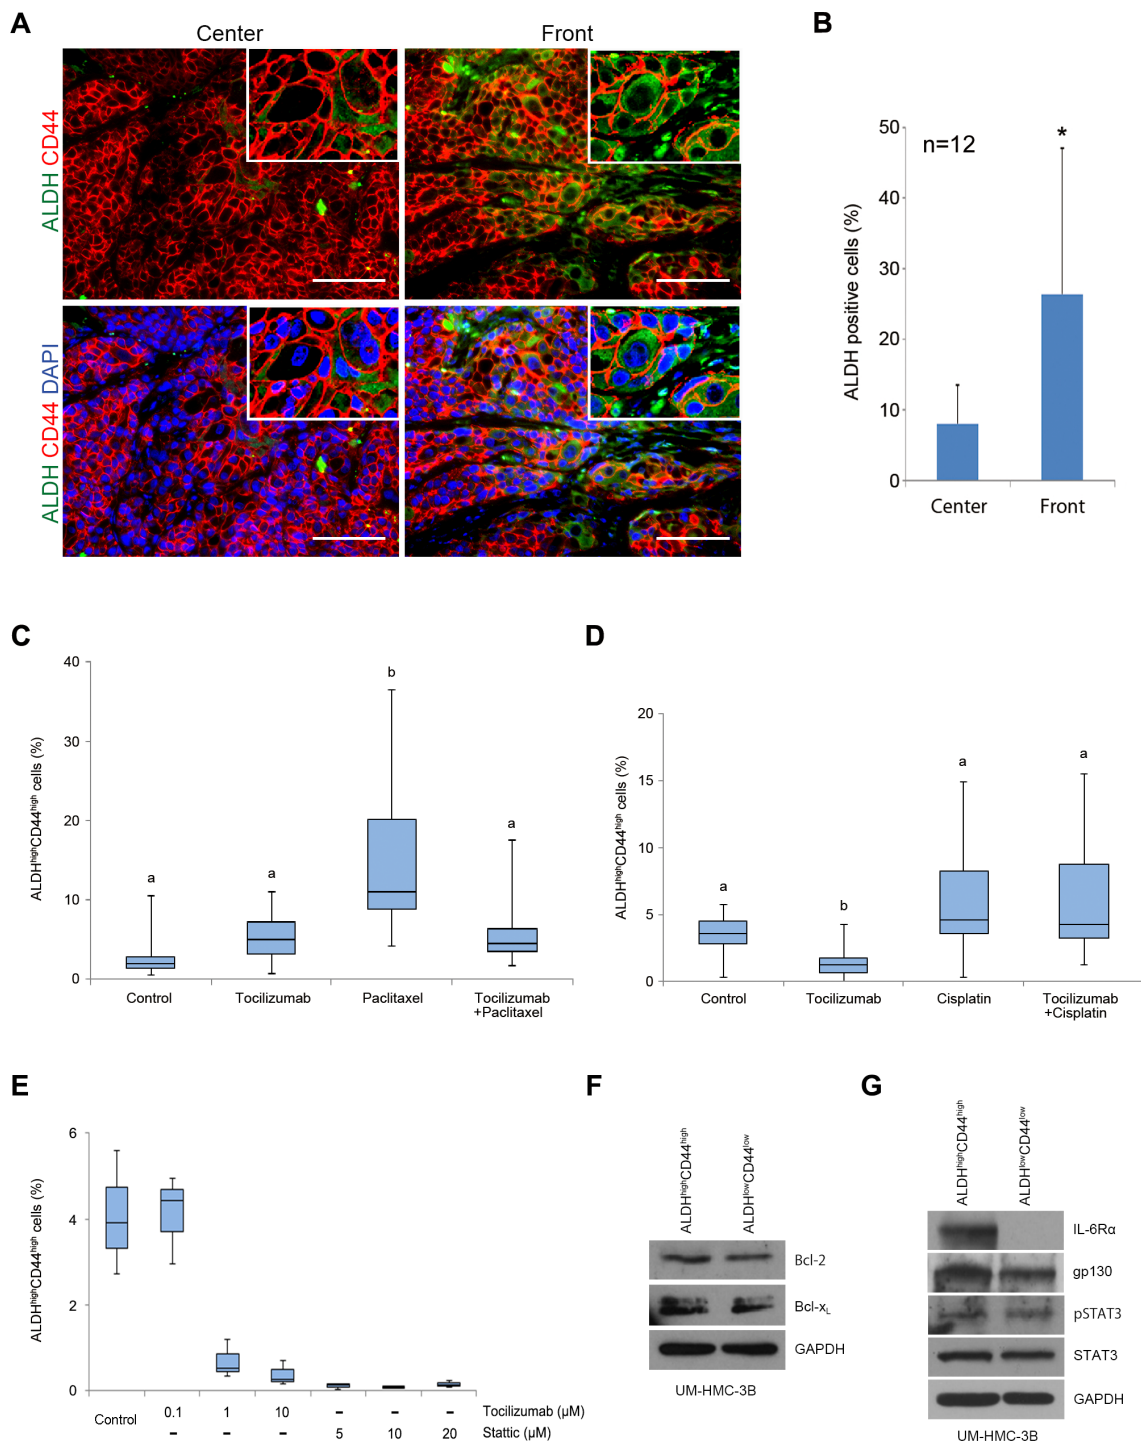 A
Center
Front
ALDH CD44
ALDH CD44 DAPI
B
n=12
*
ALDH positive cells (%)
50
40
30
20
10
0
Center
Front
C
ALDHhighCD44high cells (%)
40
30
20
10
0
a
a
b
a
Control
Tocilizumab
Paclitaxel
Tocilizumab
+Paclitaxel
D
ALDHhighCD44high cells (%)
20
15
10
5
0
a
b
a
a
Control
Tocilizumab
Cisplatin
Tocilizumab
+Cisplatin
E
ALDHhighCD44high cells (%)
6
4
2
0
Control
0.1 1 10 - - - Tocilizumab (μM)
- - - 5 10 20 Stattic (μM)
F
ALDHhighCD44high
ALDHlowCD44low
Bcl-2
Bcl-xL
GAPDH
UM-HMC-3B
G
ALDHhighCD44high
ALDHlowCD44low
IL-6Rα
gp130
pSTAT3
STAT3
GAPDH
UM-HMC-3B